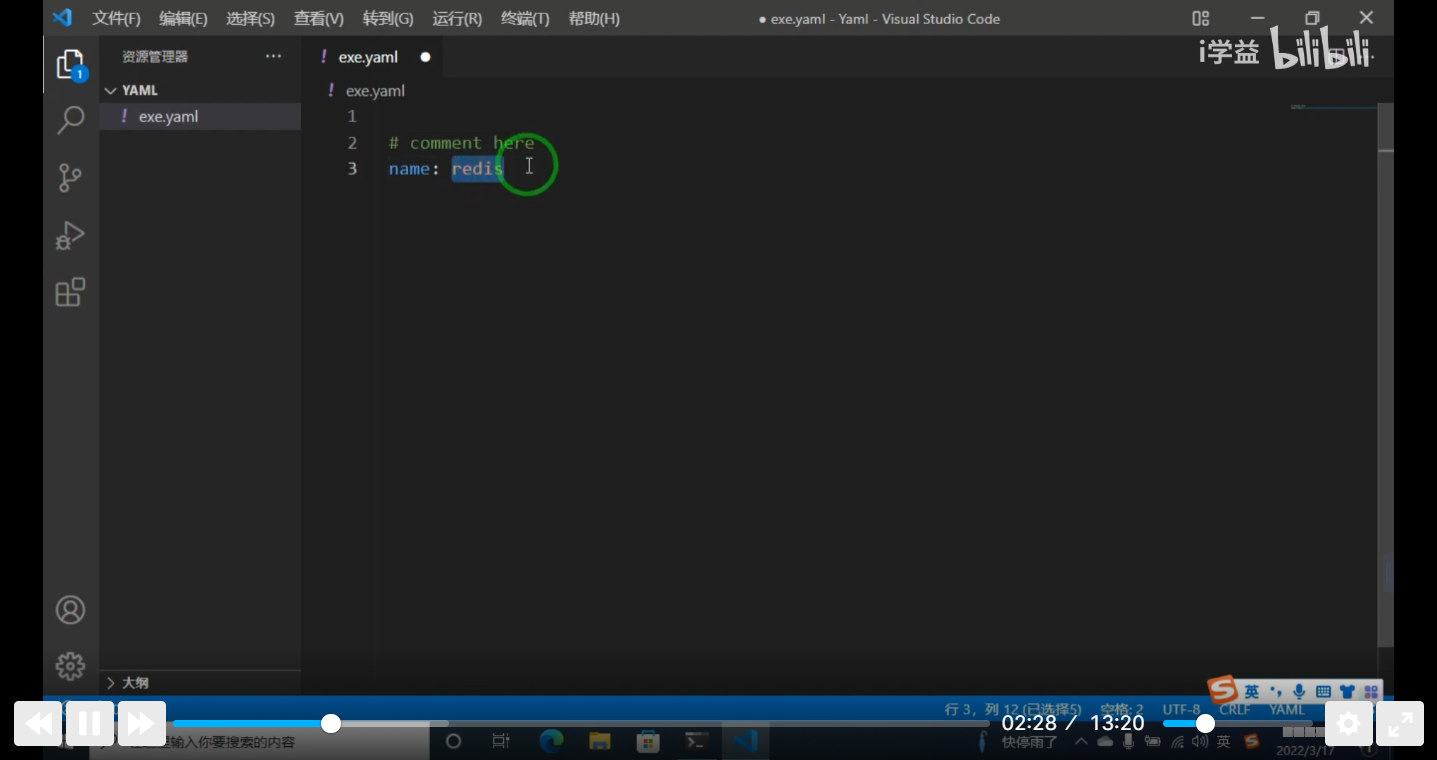 文件(F) 编辑(E) 选择(S) 查看(V) 转到(G) 运行(R) 终端(T) 帮助(H) ● exe.yaml - Yaml - Visual Studio Code
i学益 bilibili
资源管理器 ··· ! exe.yaml ●
YAML ! exe.yaml
! exe.yaml
1
1
2 # comment here
3 name: redis
大纲
英
行 3，列 12 (已选择5) 空格: 2 UTF-8 CRLF YAML
02:28 / 13:20
输入你要搜索的内容
快停雨了 英
2022/3/17